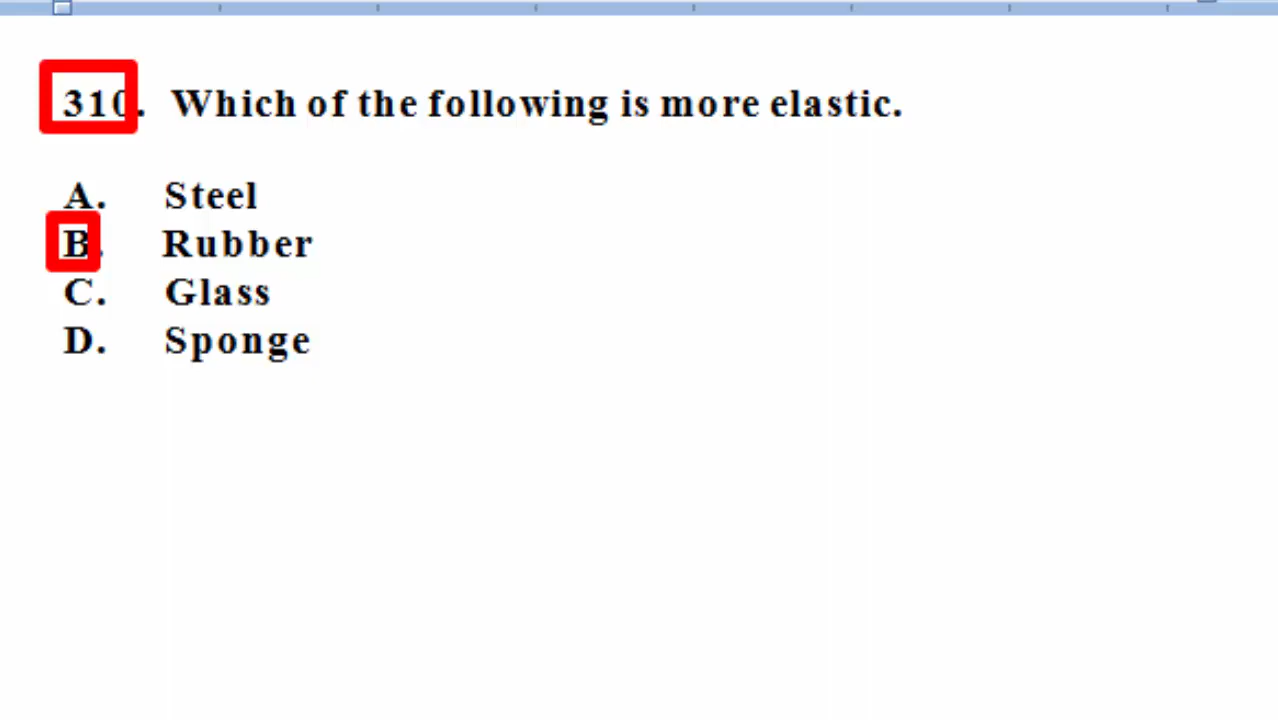 310. Which of the following is more elastic.
A. Steel
B. Rubber
C. Glass
D. Sponge